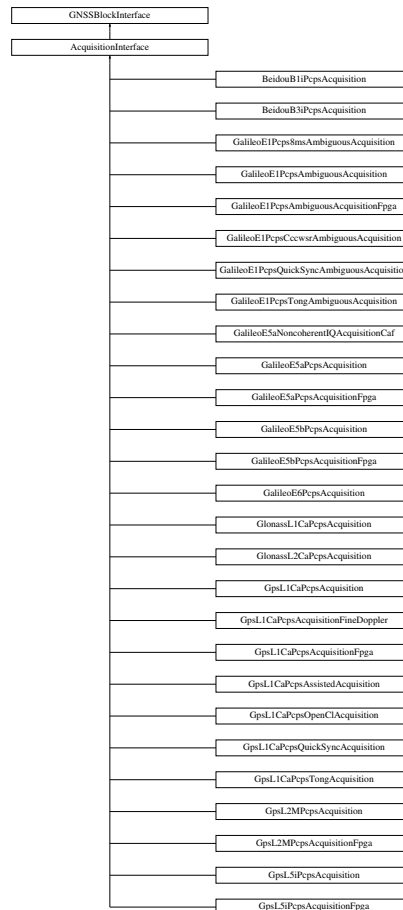 GNSSBlockInterface
AcquisitionInterface
BeidouB1iPcpsAcquisition
BeidouB3iPcpsAcquisition
GalileoE1Pcps8msAmbiguousAcquisition
GalileoE1PcpsAmbiguousAcquisition
GalileoE1PcpsAmbiguousAcquisitionFpga
GalileoE1PcpsCccwsrAmbiguousAcquisition
GalileoE1PcpsQuickSyncAmbiguousAcquisitio
GalileoE1PcpsTongAmbiguousAcquisition
GalileoE5aNoncoherentIQAcquisitionCaf
GalileoE5aPcpsAcquisition
GalileoE5aPcpsAcquisitionFpga
GalileoE5bPcpsAcquisition
GalileoE5bPcpsAcquisitionFpga
GalileoE6PcpsAcquisition
GlonassL1CaPcpsAcquisition
GlonassL2CaPcpsAcquisition
GpsL1CaPcpsAcquisition
GpsL1CaPcpsAcquisitionFineDoppler
GpsL1CaPcpsAcquisitionFpga
GpsL1CaPcpsAssistedAcquisition
GpsL1CaPcpsOpenClAcquisition
GpsL1CaPcpsQuickSyncAcquisition
GpsL1CaPcpsTongAcquisition
GpsL2MPcpsAcquisition
GpsL2MPcpsAcquisitionFpga
GpsL5iPcpsAcquisition
GpsL5iPcpsAcquisitionFpga